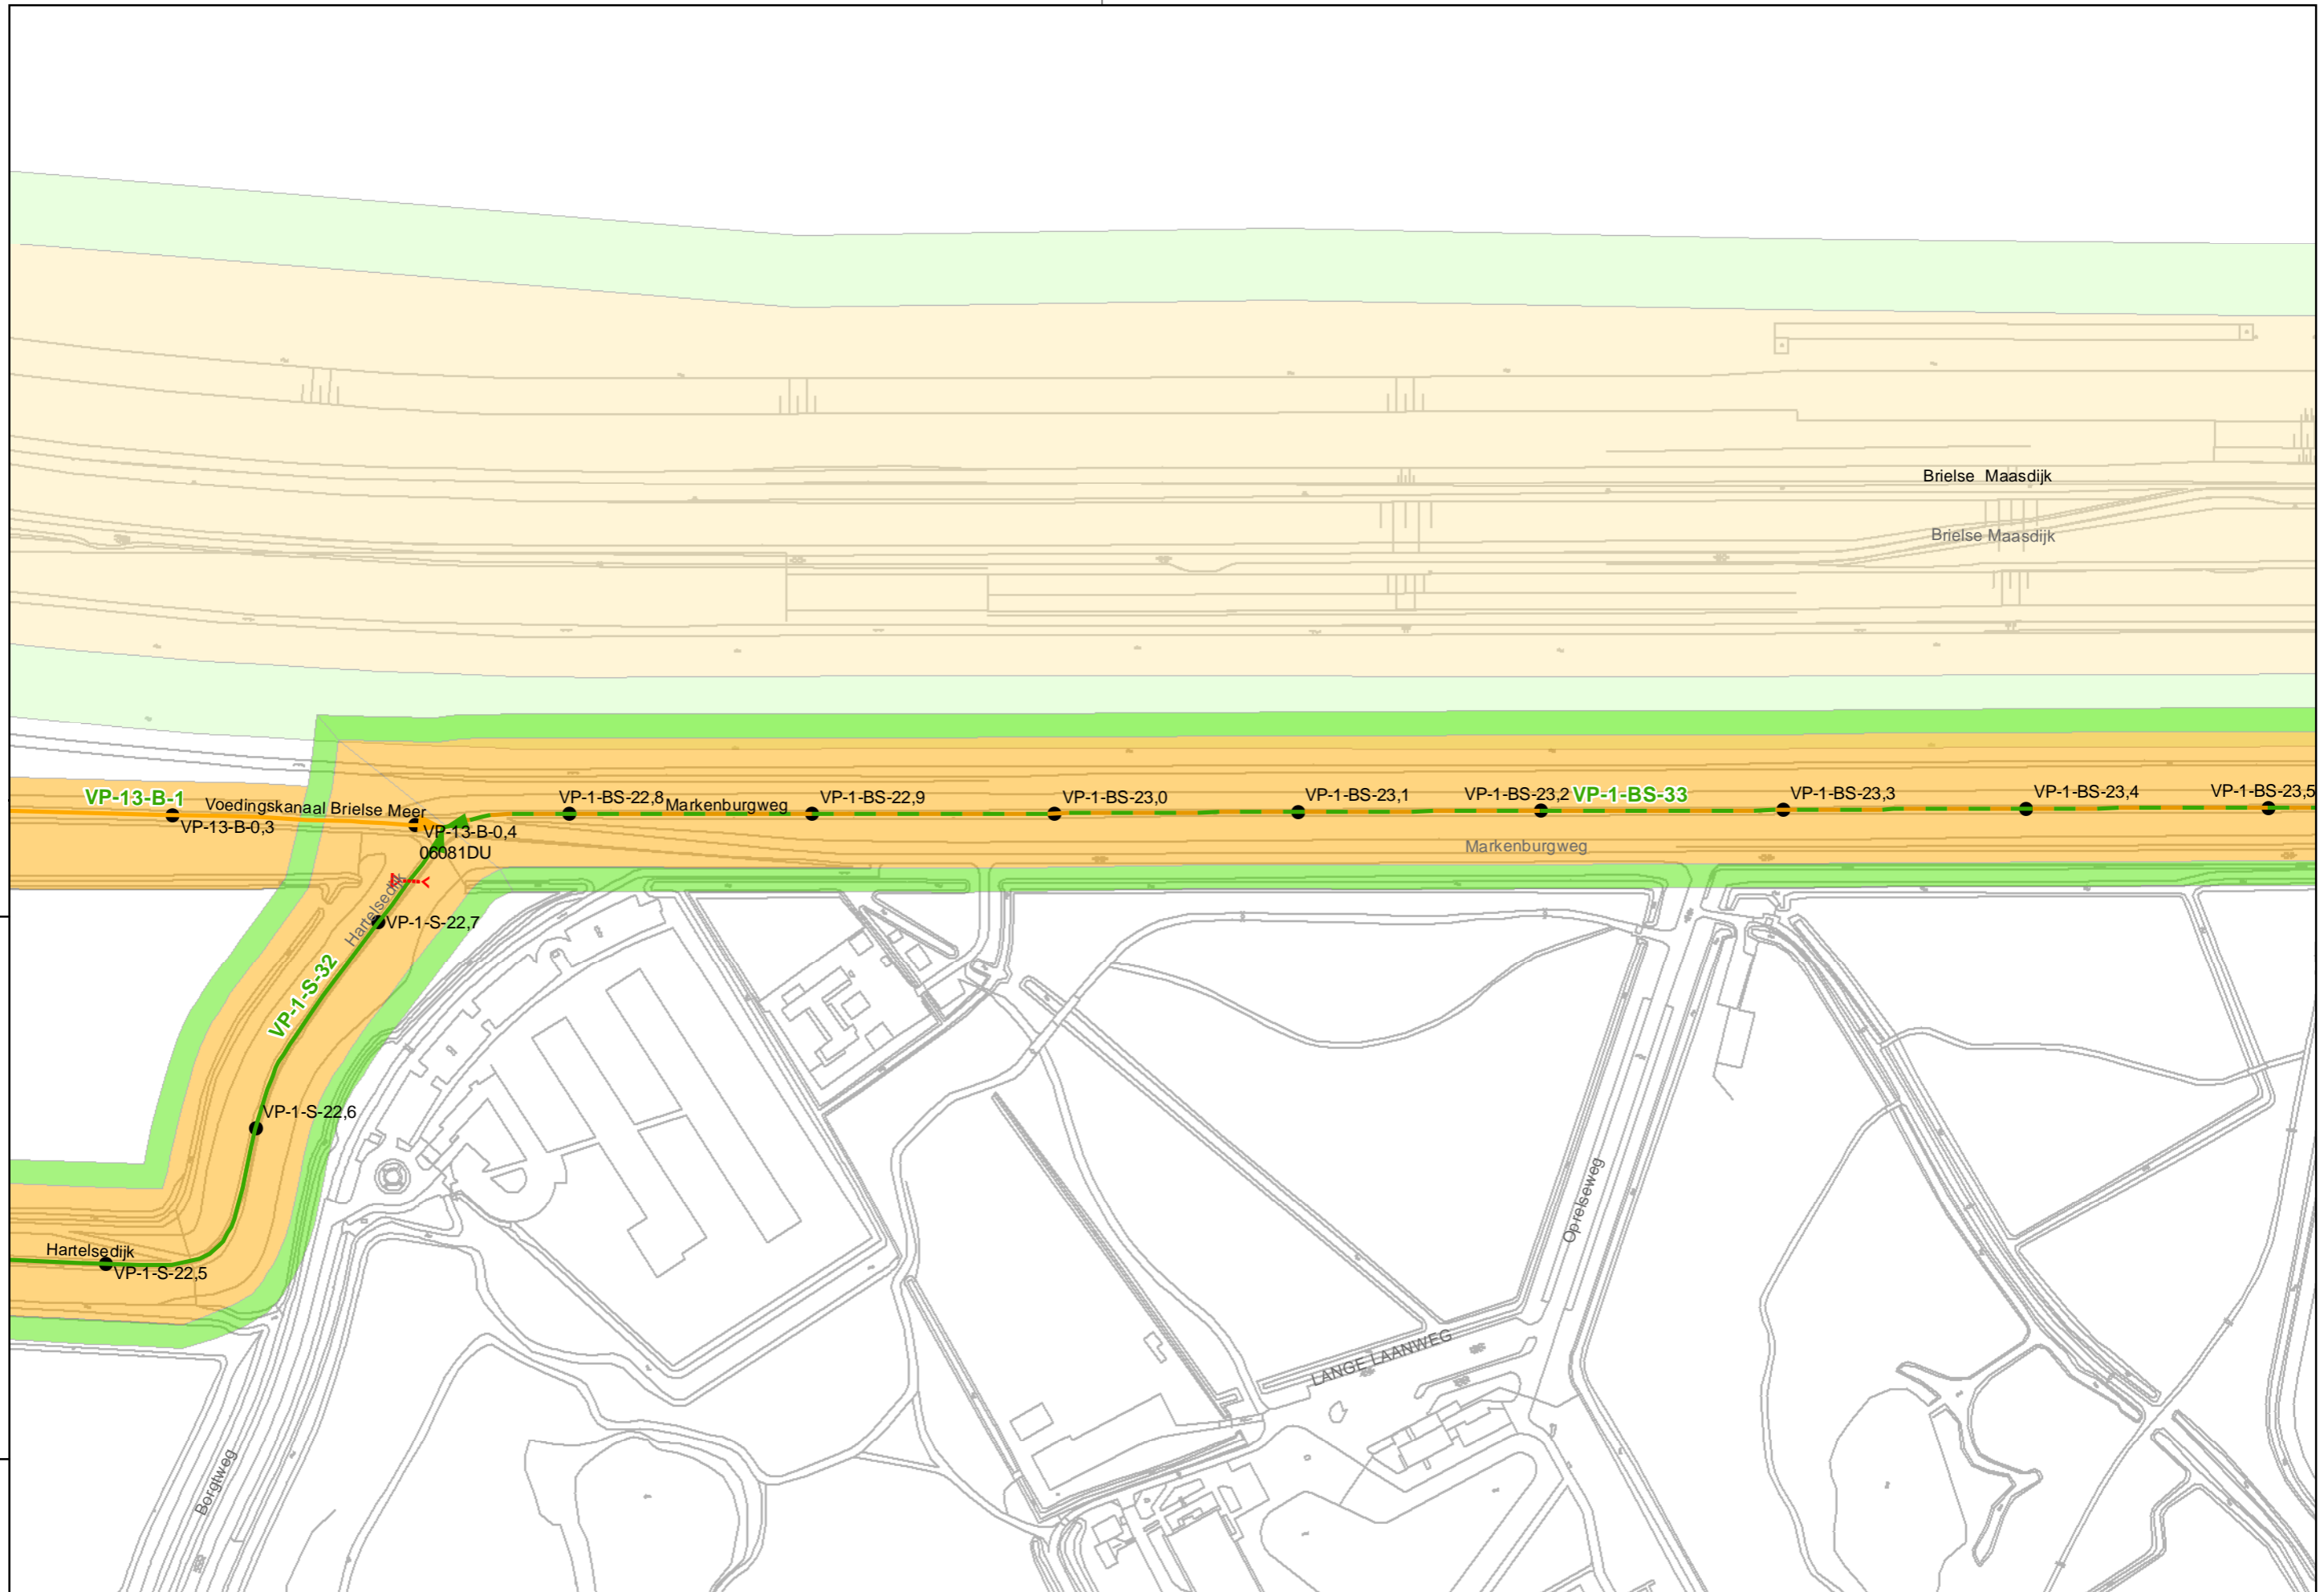 Brielse Maasdijk
Brielse Maasdijk
VP-13-B-1
Voedingskanaal Brielse Meer
VP-13-B-0,3
VP-13-B-0,4
06081DU
VP-1-BS-22,8
Markenburgweg
VP-1-BS-22,9
VP-1-BS-23,0
VP-1-BS-23,1
VP-1-BS-23,2
VP-1-BS-33
VP-1-BS-23,3
VP-1-BS-23,4
VP-1-BS-23,5
Markenburgweg
Hartelsedijk
VP-1-S-22,7
VP-1-S-32
VP-1-S-22,6
Hartelsedijk
VP-1-S-22,5
Oprelseweg
LANGE LAANWEG
Borgtweg